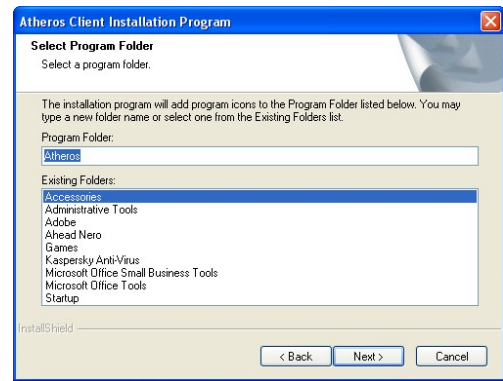 Atheros Client Installation Program
Select Program Folder
Select a program folder.
The installation program will add program icons to the Program Folder listed below. You may
type a new folder name or select one from the Existing Folders list.
Program Folder:
Atheros
Existing Folders:
Accessories
Administrative Tools
Adobe
Ahead Nero
Games
Kaspersky Anti-Virus
Microsoft Office Small Business Tools
Microsoft Office Tools
Startup
InstallShield
< Back
Next >
Cancel